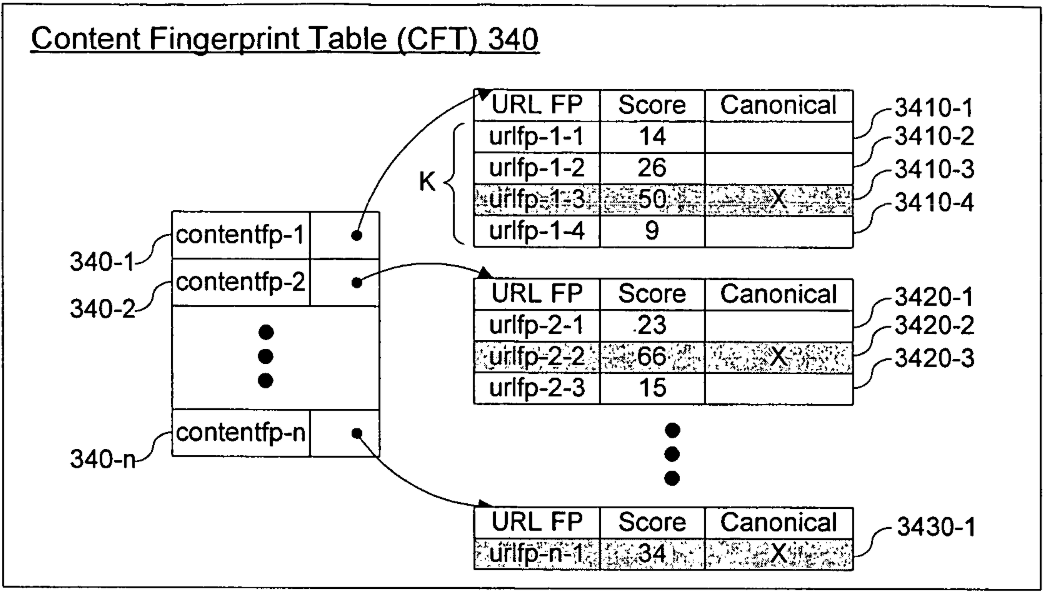 Content Fingerprint Table (CFT) 340
URL FP Score Canonical
urlfp-1-1 14 3410-1
urlfp-1-2 26 3410-2
urlfp-1-3 50 X 3410-3
urlfp-1-4 9 3410-4
K
contentfp-1
340-1
contentfp-2
340-2
contentfp-n
340-n
URL FP Score Canonical
urlfp-2-1 .23 3420-1
urlfp-2-2 66 X 3420-2
urlfp-2-3 15 3420-3
URL FP Score Canonical
urlfp-n-1 34 X 3430-1